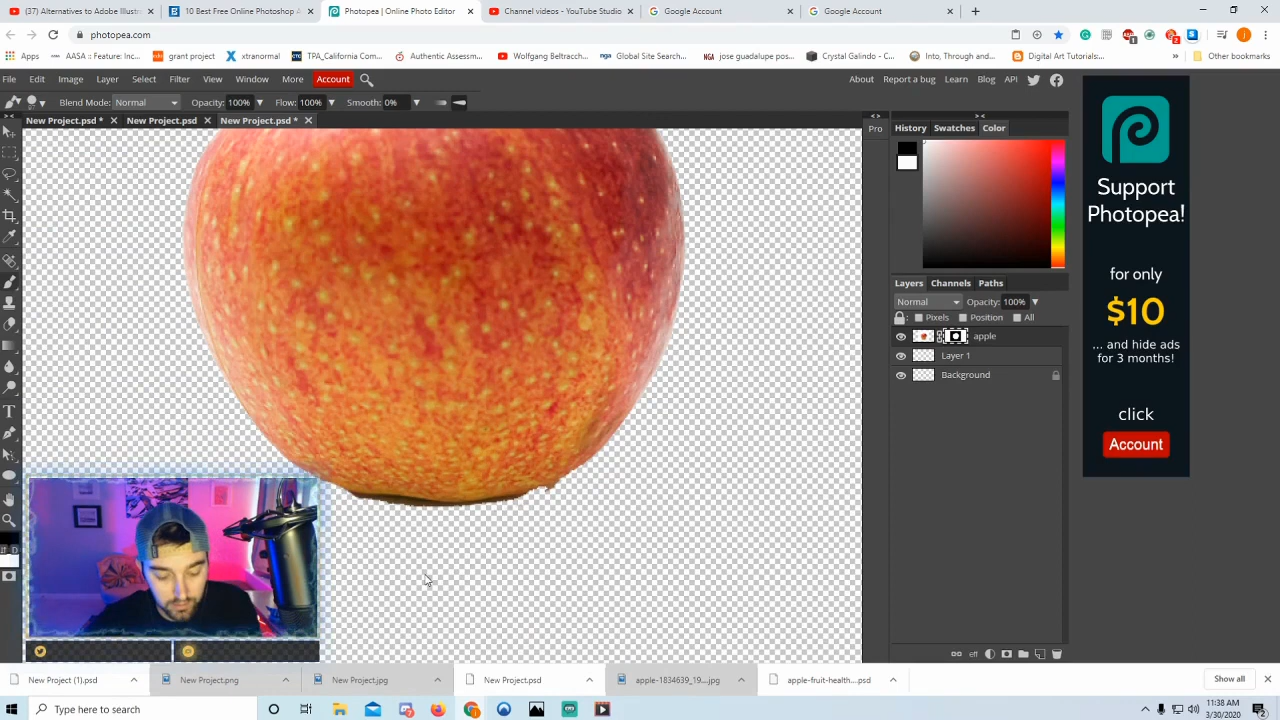 (37) Alternatives to Adobe Illustra
10 Best Free Online Photoshop A
Photopea | Online Photo Editor
Channel videos - YouTube Studio
Google Account
Google Account
photopea.com
Apps
AASA :: Art Project...
grant project
xtranormal
TPA_California Com...
Authentic Assessm...
Wolfgang Beltracch...
Global Site Search...
NGA
jose guadalupe pos...
Crystal Galindo - C...
Into, Through and...
Digital Art Tutorials:...
Other bookmarks
File Edit Image Layer Select Filter View Window More Account
About Report a bug Learn Blog API
Blend Mode: Normal Opacity: 100% Flow: 100% Smooth: 0%
New Project.psd * New Project.psd New Project.psd *
Pro
History Swatches Color
Layers Channels Paths
Normal Opacity: 100%
Pixels Position All
apple
Layer 1
Background
eff
Support
Photopea!
for only
$10
... and hide ads
for 3 months!
click
Account
New Project (1).psd
New Project.png
New Project.jpg
New Project.psd
apple-1834639_19....jpg
apple-fruit-health....psd
Show all
Type here to search
11:38 AM
3/30/2020